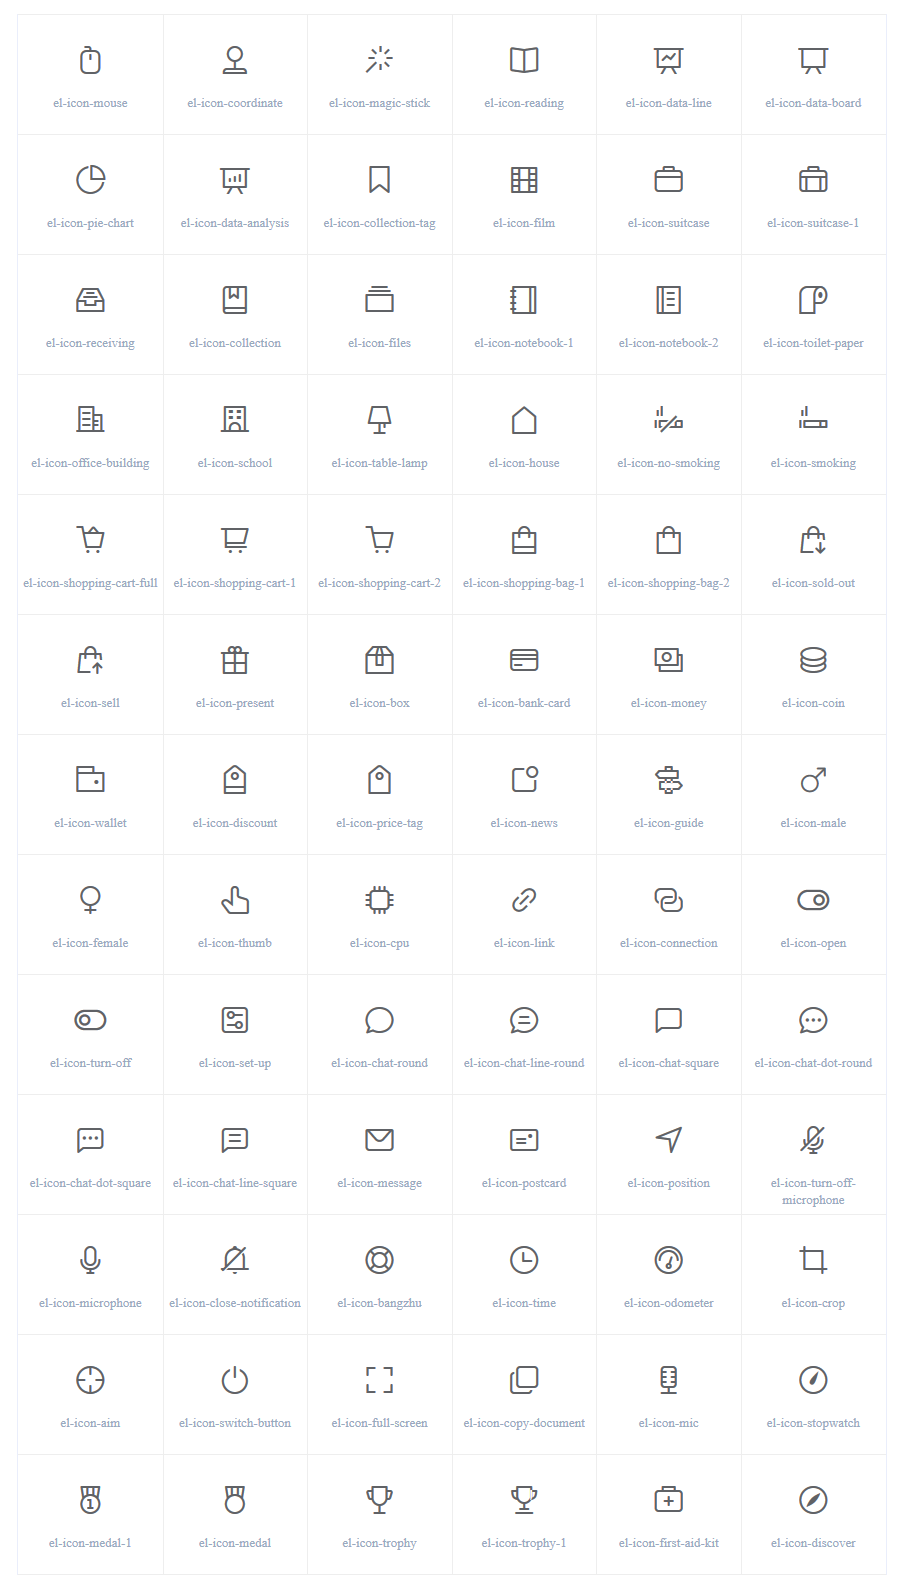 el-icon-mouse
el-icon-coordinate
el-icon-magic-stick
el-icon-reading
el-icon-data-line
el-icon-data-board
el-icon-pie-chart
el-icon-data-analysis
el-icon-collection-tag
el-icon-film
el-icon-suitcase
el-icon-suitcase-1
el-icon-receiving
el-icon-collection
el-icon-files
el-icon-notebook-1
el-icon-notebook-2
el-icon-toilet-paper
el-icon-office-building
el-icon-school
el-icon-table-lamp
el-icon-house
el-icon-no-smoking
el-icon-smoking
el-icon-shopping-cart-full
el-icon-shopping-cart-1
el-icon-shopping-cart-2
el-icon-shopping-bag-1
el-icon-shopping-bag-2
el-icon-sold-out
el-icon-sell
el-icon-present
el-icon-box
el-icon-bank-card
el-icon-money
el-icon-coin
el-icon-wallet
el-icon-discount
el-icon-price-tag
el-icon-news
el-icon-guide
el-icon-male
el-icon-female
el-icon-thumb
el-icon-cpu
el-icon-link
el-icon-connection
el-icon-open
el-icon-turn-off
el-icon-set-up
el-icon-chat-round
el-icon-chat-line-round
el-icon-chat-square
el-icon-chat-dot-round
el-icon-chat-dot-square
el-icon-chat-line-square
el-icon-message
el-icon-postcard
el-icon-position
el-icon-turn-off-
microphone
el-icon-microphone
el-icon-close-notification
el-icon-bangzhu
el-icon-time
el-icon-odometer
el-icon-crop
el-icon-aim
el-icon-switch-button
el-icon-full-screen
el-icon-copy-document
el-icon-mic
el-icon-stopwatch
1
el-icon-medal-1
el-icon-medal
el-icon-trophy
el-icon-trophy-1
el-icon-first-aid-kit
el-icon-discover